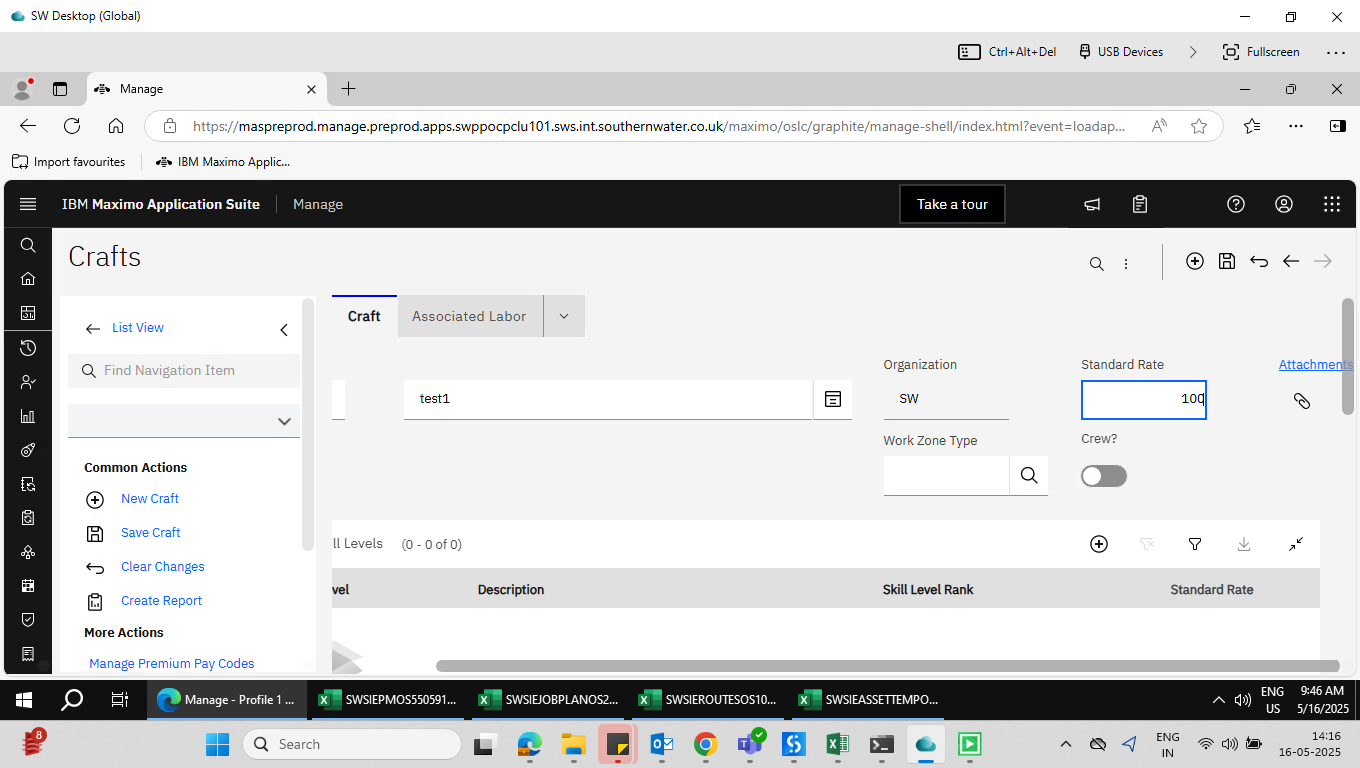 SW Desktop (Global)
Ctrl+Alt+Del
USB Devices
Fullscreen
Manage
https://maspreprod.manage.preprod.apps.swppocpclu101.sws.int.southernwater.co.uk/maximo/oslc/graphite/manage-shell/index.html?event=loadap...
Import favourites
IBM Maximo Applic...
IBM Maximo Application Suite
Manage
Take a tour
Crafts
List View
Find Navigation Item
Common Actions
New Craft
Save Craft
Clear Changes
Create Report
More Actions
Manage Premium Pay Codes
Craft
Associated Labor
Organization
Standard Rate
Attachments
test1
SW
100
Work Zone Type
Crew?
ll Levels (0 - 0 of 0)
vel
Description
Skill Level Rank
Standard Rate
Manage - Profile 1 ...
SWSIEPMOS550591...
SWSIEJOBPLANOS2...
SWSIEROUTESOS10...
SWSIEASSETTEMPO...
ENG
US
9:46 AM
5/16/2025
8
Search
ENG
IN
14:16
16-05-2025